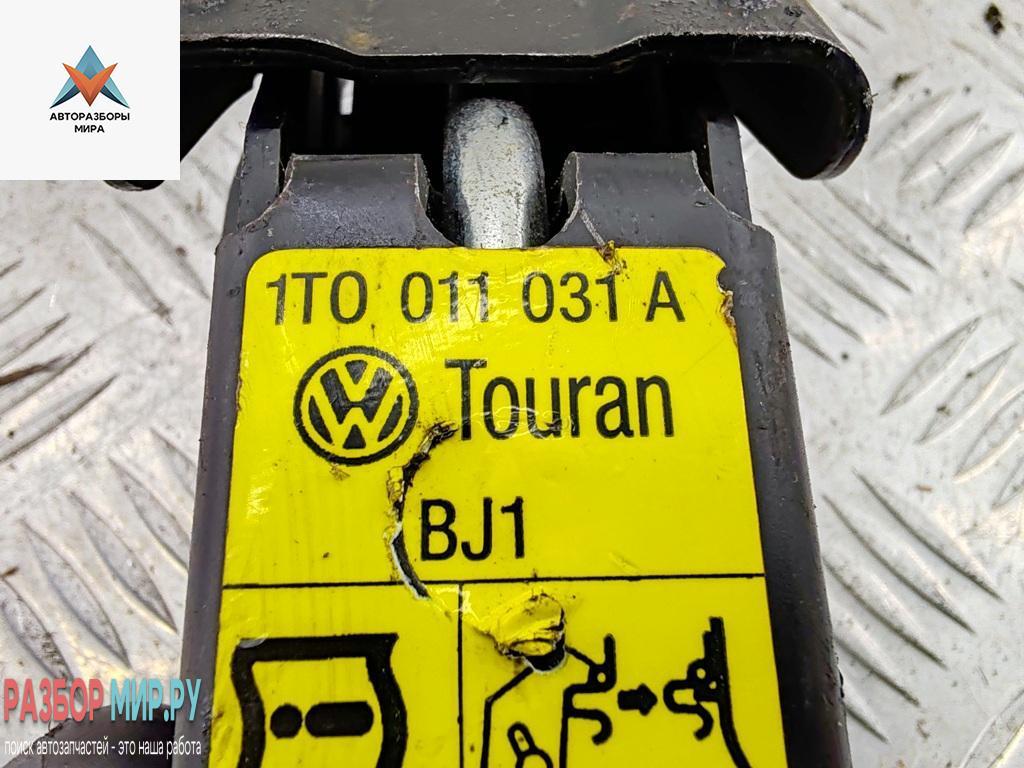 АВТОРАЗБОРЫ
МИРА
1T0 011 031 A
Touran
BJ1
РАЗБОР МИР.РУ
поиск автозапчастей - это наша работа